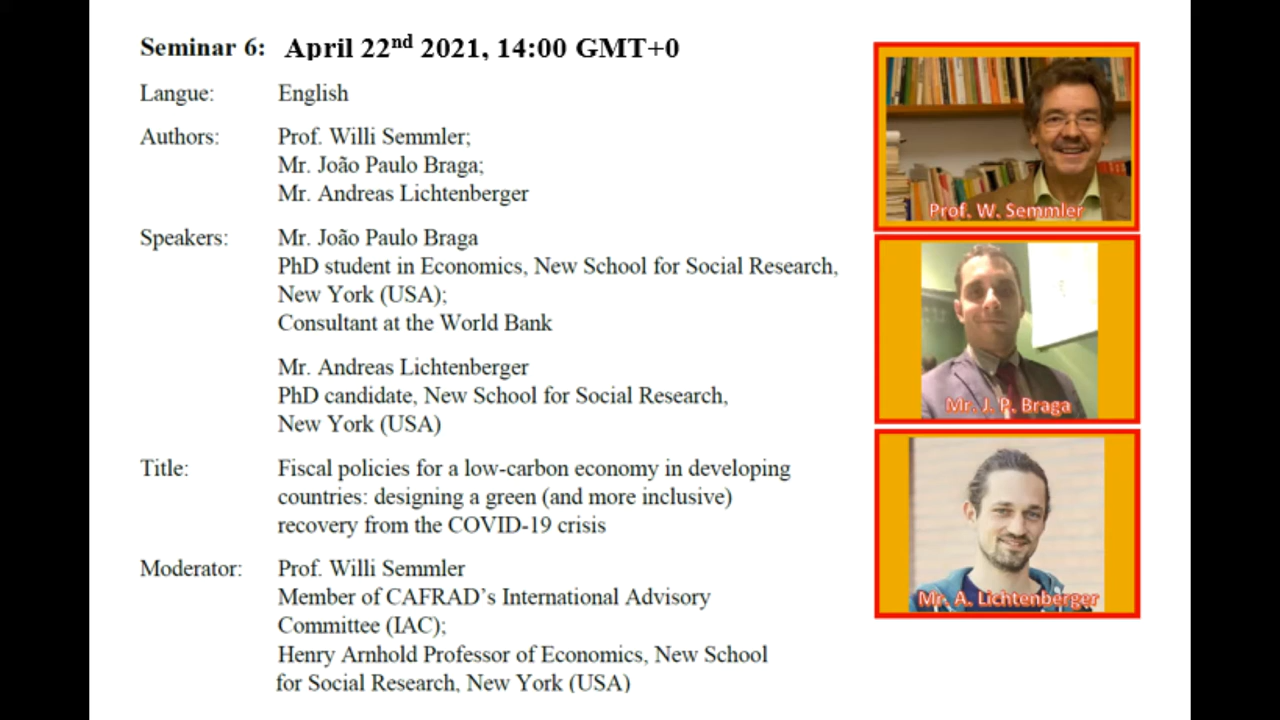 Seminar 6: April 22nd 2021, 14:00 GMT+0
Langue: English
Authors: Prof. Willi Semmler;
Mr. João Paulo Braga;
Mr. Andreas Lichtenberger
Speakers: Mr. João Paulo Braga
PhD student in Economics, New School for Social Research,
New York (USA);
Consultant at the World Bank
Mr. Andreas Lichtenberger
PhD candidate, New School for Social Research,
New York (USA)
Title: Fiscal policies for a low-carbon economy in developing
countries: designing a green (and more inclusive)
recovery from the COVID-19 crisis
Moderator: Prof. Willi Semmler
Member of CAFRAD’s International Advisory
Committee (IAC);
Henry Arnhold Professor of Economics, New School
for Social Research, New York (USA)
Prof. W. Semmler
Mr. J. P. Braga
Mr. A. Lichtenberger